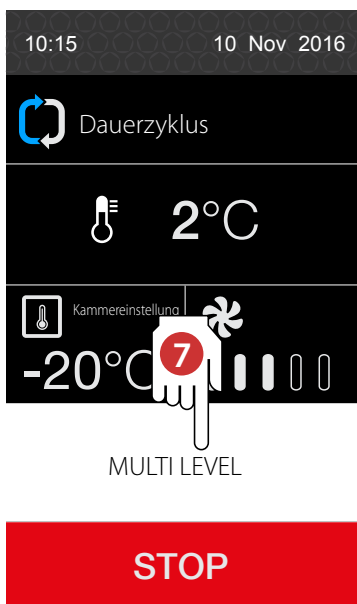 10:15 10 Nov 2016
Dauerzyklus
2°C
Kammereinstellung
-20°C
7
MULTI LEVEL
STOP